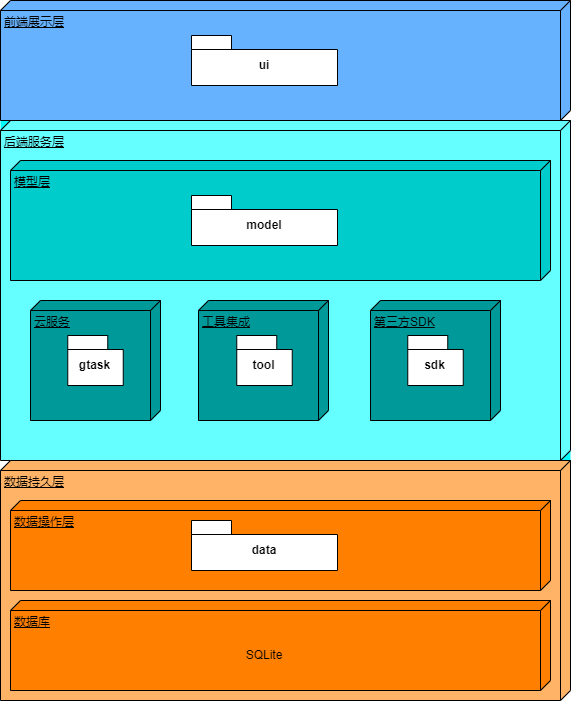 前端展示层
ui
后端服务层
模型层
model
云服务
工具集成
第三方SDK
gtask
tool
sdk
数据持久层
数据操作层
data
数据库
SQLite